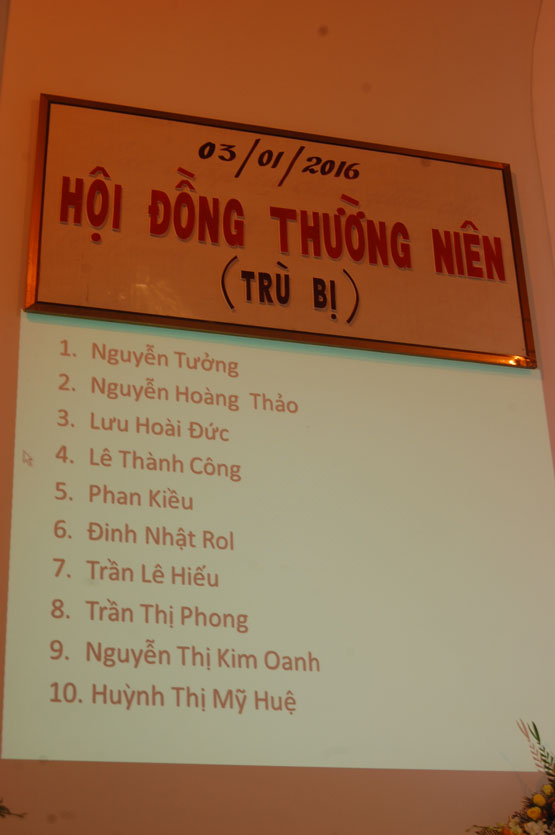 03/01/2016
HỘI ĐỒNG THƯỜNG NIÊN
(TRÙ BỊ)
1. Nguyễn Tưởng
2. Nguyễn Hoàng Thảo
3. Lưu Hoài Đức
4. Lê Thành Công
5. Phan Kiều
6. Đinh Nhật Rol
7. Trần Lê Hiếu
8. Trần Thị Phong
9. Nguyễn Thị Kim Oanh
10. Huỳnh Thị Mỹ Huệ